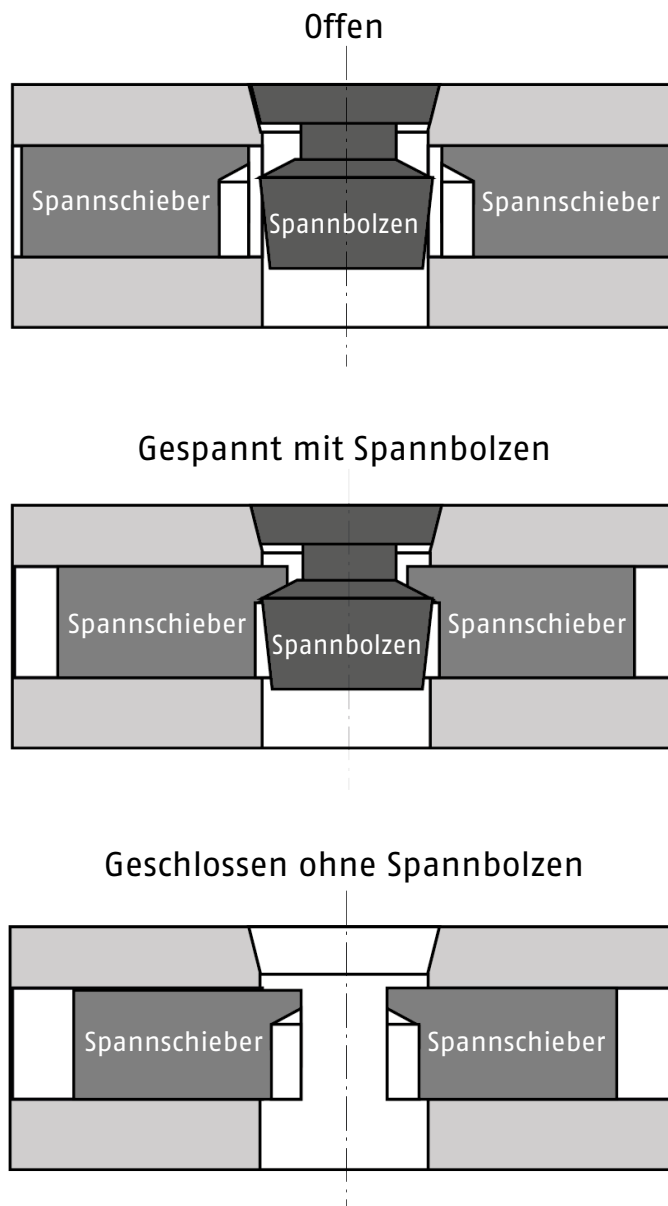 Offen
Spannschieber
Spannbolzen
Spannschieber
Gespannt mit Spannbolzen
Spannschieber
Spannbolzen
Spannschieber
Geschlossen ohne Spannbolzen
Spannschieber
Spannschieber